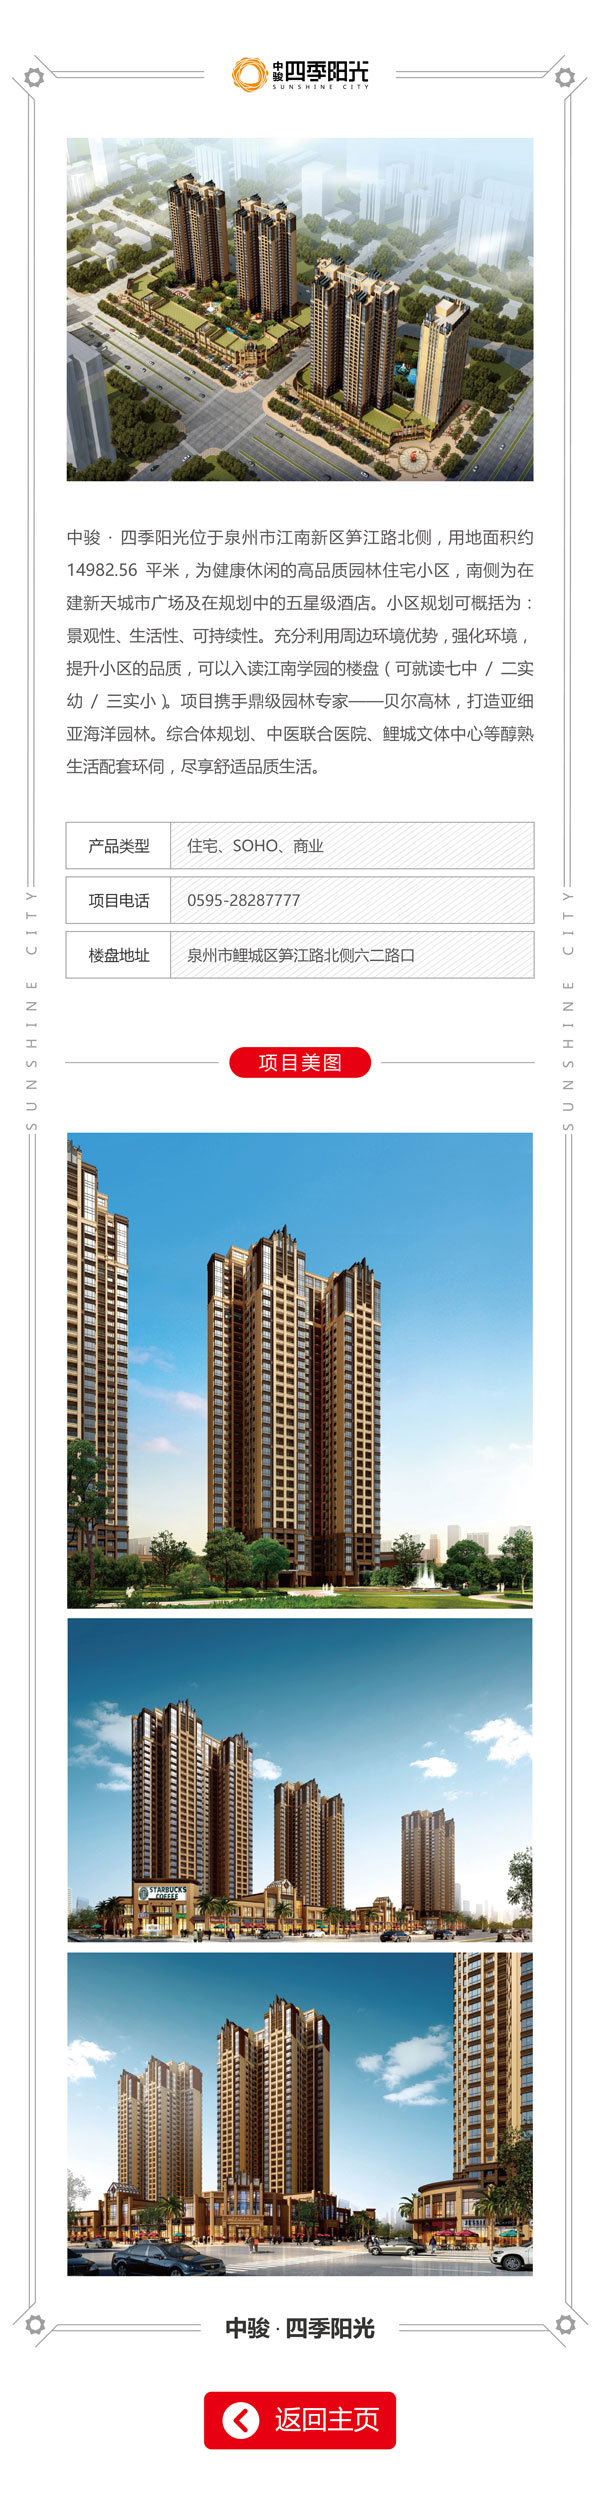 中骏 四季阳光
SUNSHINE CITY
中骏 · 四季阳光位于泉州市江南新区笋江路北侧，用地面积约
14982.56 平米，为健康休闲的高品质园林住宅小区，南侧为在
建新天城市广场及在规划中的五星级酒店。小区规划可概括为：
景观性、生活性、可持续性。充分利用周边环境优势，强化环境，
提升小区的品质，可以入读江南学园的楼盘（可就读七中 / 二实
幼 / 三实小）。项目携手鼎级园林专家——贝尔高林，打造亚细
亚海洋园林。综合体规划、中医联合医院、鲤城文体中心等醇熟
生活配套环伺，尽享舒适品质生活。
产品类型 住宅、SOHO、商业
项目电话 0595-28287777
楼盘地址 泉州市鲤城区笋江路北侧六二路口
SUNSHINE CITY
SUNSHINE CITY
项目美图
STARBUCKS
COFFEE
中骏 · 四季阳光
返回主页